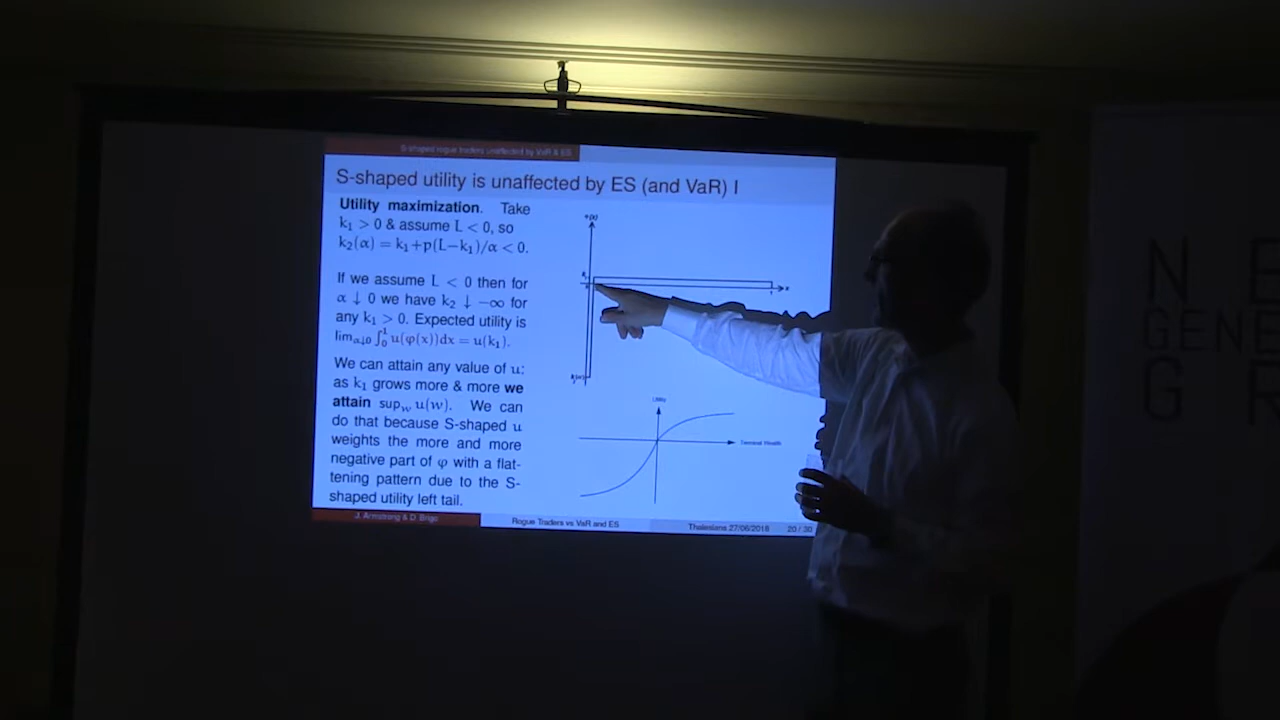 S-shaped rogue traders unaffected by VaR & ES
S-shaped utility is unaffected by ES (and VaR) I
Utility maximization. Take
k₁ > 0 & assume L < 0, so
k₂(α) = k₁+p(L−k₁)/α < 0.
If we assume L < 0 then for
α ↓ 0 we have k₂ ↓ −∞ for
any k₁ > 0. Expected utility is
lim_{α↓0} ∫₀¹ u(φ(x))dx = u(k₁).
We can attain any value of u:
as k₁ grows more & more we
attain sup_w u(w). We can
do that because S-shaped u
weights the more and more
negative part of φ with a flat-
tening pattern due to the S-
shaped utility left tail.
φ(x)
x
Utility
Terminal Wealth
J. Armstrong & D. Brigo
Rogue Traders vs VaR and ES
Thalesians 27/06/2018
20 / 30
N E
GENE
G R